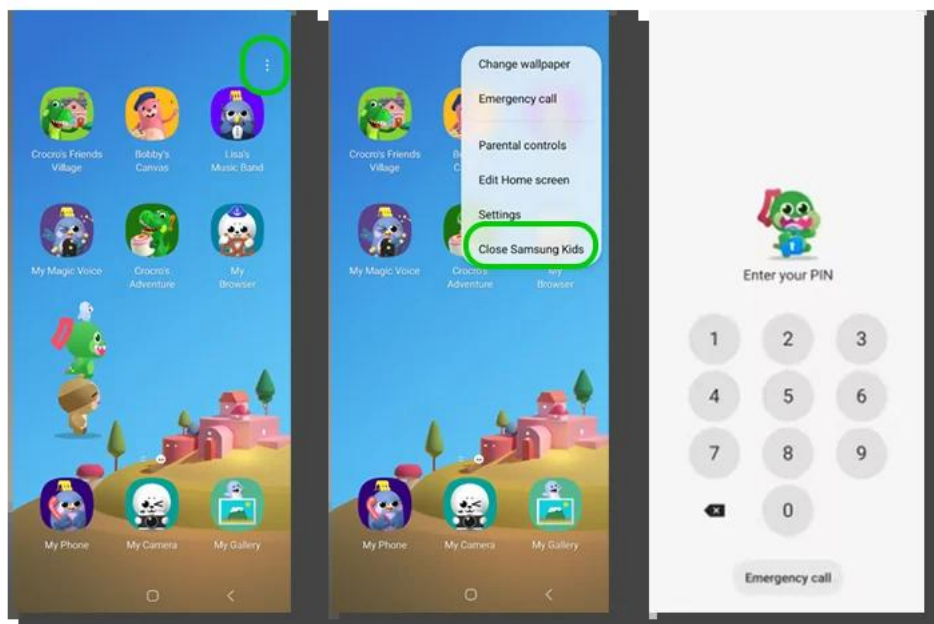 Crocro's Friends
Village
Bobby's
Canvas
Lisa's
Music Band
My Magic Voice
Crocro's
Adventure
My
Browser
My Phone
My Camera
My Gallery
Change wallpaper
Emergency call
Parental controls
Edit Home screen
Settings
Close Samsung Kids
Crocro's Friends
Village
My Magic Voice
Crocro's
Adventure
My
Browser
My Phone
My Camera
My Gallery
Enter your PIN
1 2 3
4 5 6
7 8 9
0
Emergency call